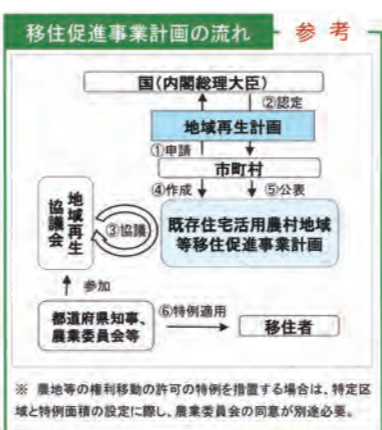 移住促進事業計画の流れ 参考
国(内閣総理大臣)
②認定
地域再生計画
①申請
市町村
④作成 ⑤公表
地域再生協議会
③協議
既存住宅活用農村地域
等移住促進事業計画
参加
都道府県知事、
農業委員会等
⑥特例適用
移住者
※ 農地等の権利移動の許可の特例を措置する場合は、特定区
域と特例面積の設定に際し、農業委員会の同意が別途必要。